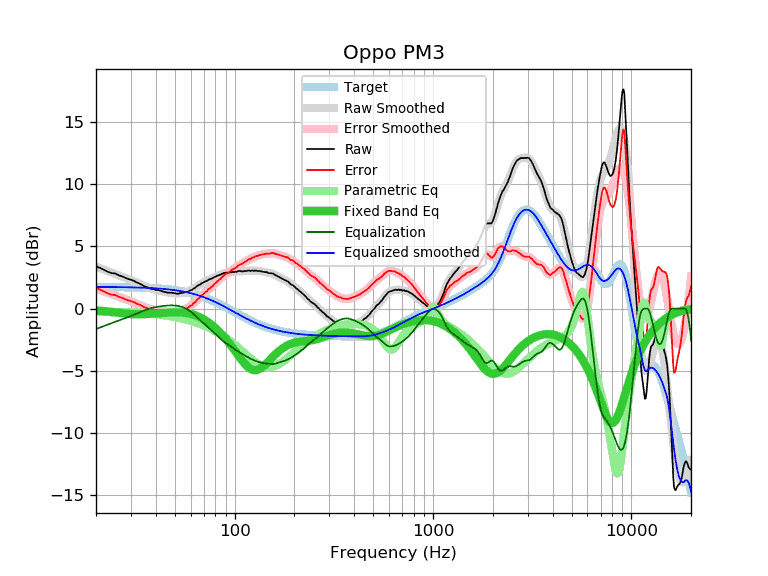 Oppo PM3
Target
Raw Smoothed
Error Smoothed
Raw
Error
Parametric Eq
Fixed Band Eq
Equalization
Equalized smoothed
Amplitude (dBr)
15
10
5
0
−5
−10
−15
100 1000 10000
Frequency (Hz)